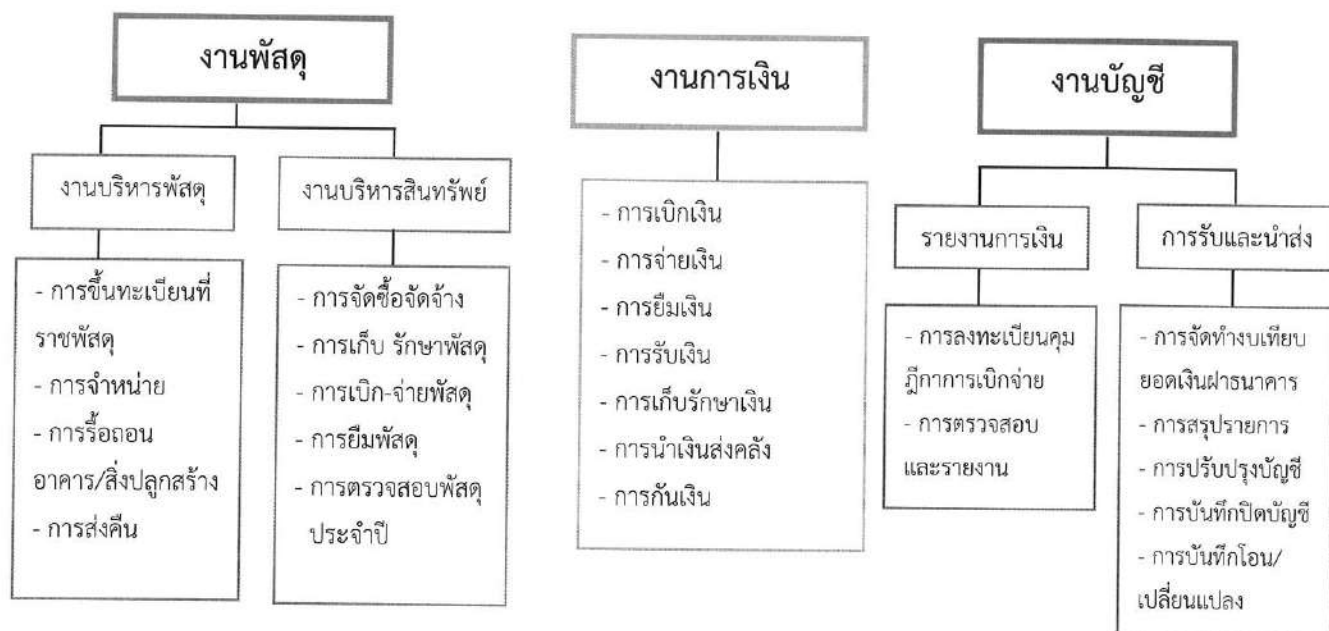 งานพัสดุ
งานบริหารพัสดุ
- การขึ้นทะเบียนที่
ราชพัสดุ
- การจำหน่าย
- การรื้อถอน
อาคาร/สิ่งปลูกสร้าง
- การส่งคืน
งานบริหารสินทรัพย์
- การจัดซื้อจัดจ้าง
- การเก็บ รักษาพัสดุ
- การเบิก-จ่ายพัสดุ
- การยืมพัสดุ
- การตรวจสอบพัสดุ
ประจำปี
งานการเงิน
- การเบิกเงิน
- การจ่ายเงิน
- การยืมเงิน
- การรับเงิน
- การเก็บรักษาเงิน
- การนำเงินส่งคลัง
- การกันเงิน
งานบัญชี
รายงานการเงิน
- การลงทะเบียนคุม
ฎีกาการเบิกจ่าย
- การตรวจสอบ
และรายงาน
การรับและนำส่ง
- การจัดทำงบเทียบ
ยอดเงินฝาธนาคาร
- การสรุปรายการ
- การปรับปรุงบัญชี
- การบันทึกปิดบัญชี
- การบันทึกโอน/
เปลี่ยนแปลง